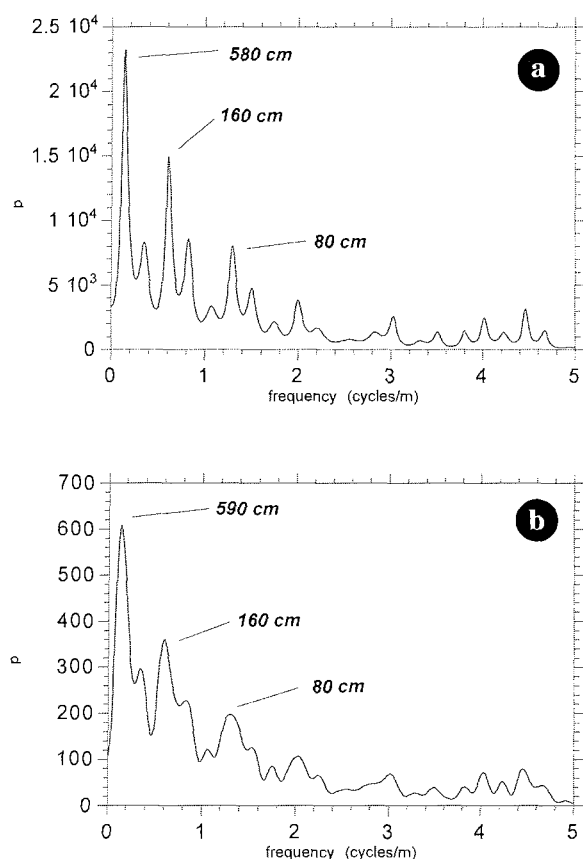 2.5 10⁴
2 10⁴
1.5 10⁴
1 10⁴
5 10³
0
p
580 cm
160 cm
80 cm
a
0 1 2 3 4 5
frequency (cycles/m)
700
600
500
400
300
200
100
0
p
590 cm
160 cm
80 cm
b
0 1 2 3 4 5
frequency (cycles/m)